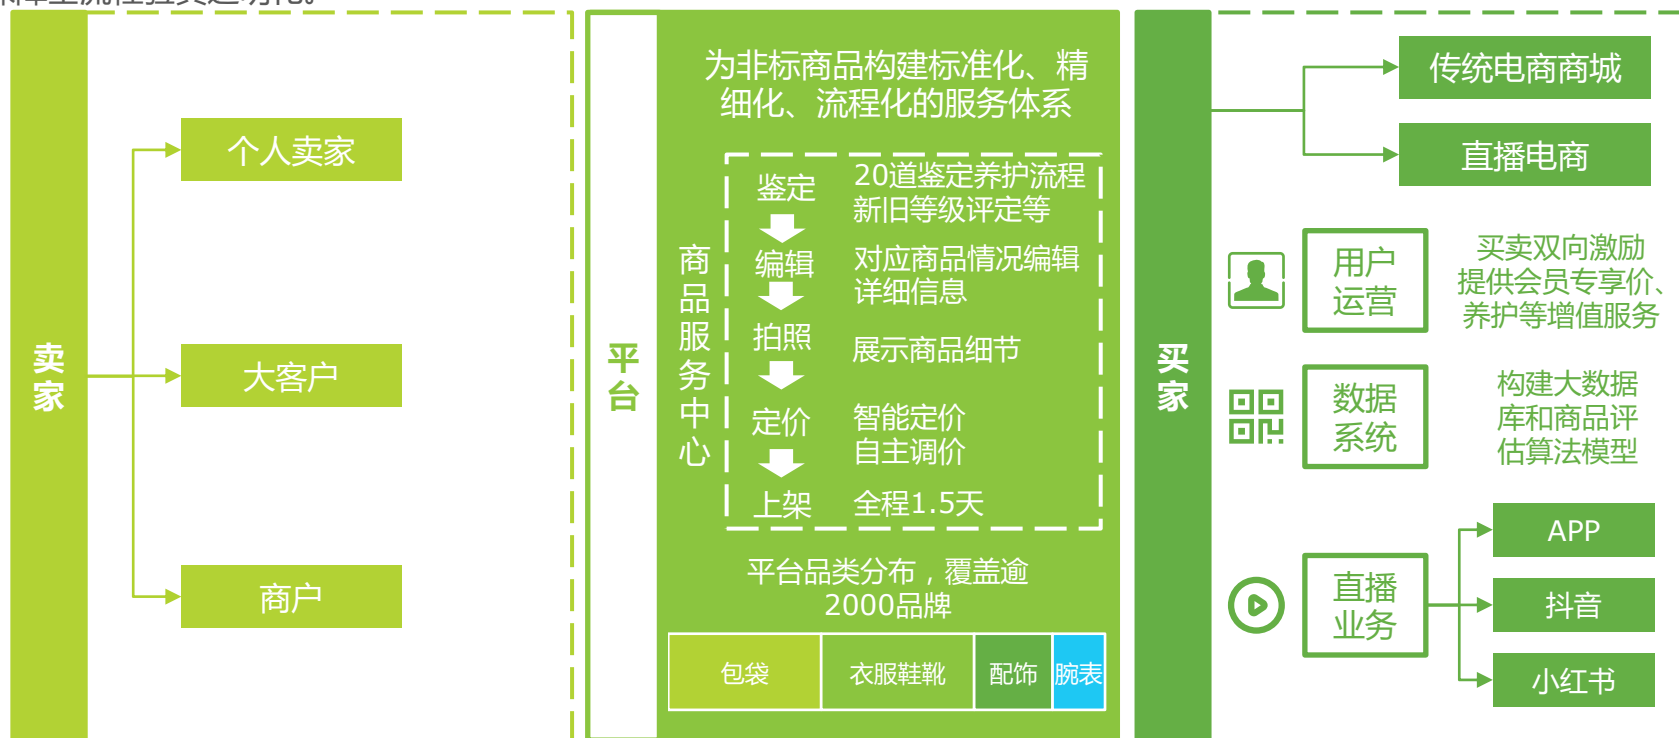 卖家
个人卖家
大客户
商户
平台
为非标商品构建标准化、精
细化、流程化的服务体系
商品服务中心
鉴定
20道鉴定养护流程
新旧等级评定等
编辑
对应商品情况编辑
详细信息
拍照
展示商品细节
定价
智能定价
自主调价
上架
全程1.5天
平台品类分布，覆盖逾
2000品牌
包袋
衣服鞋靴
配饰
腕表
买家
传统电商商城
直播电商
用户
运营
买卖双向激励
提供会员专享价、
养护等增值服务
数据
系统
构建大数据
库和商品评
估算法模型
直播
业务
APP
抖音
小红书